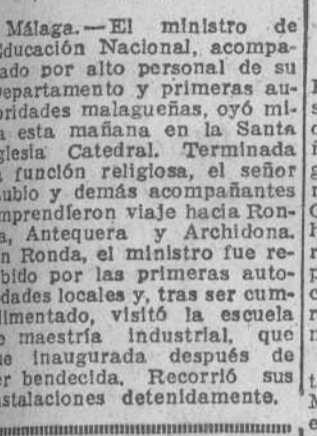 Málaga.—El ministro de
Educación Nacional, acompa-
ado por alto personal de su
epartamento y primeras au-
oridades malagueñas, oyó mi-
a esta mañana en la Santa
glesia Catedral. Terminada
a función religiosa, el señor
ubio y demás acompañantes
mprendieron viaje hacia Ron-
a, Antequera y Archidona.
n Ronda, el ministro fue re-
bido por las primeras auto-
dades locales y, tras ser cum-
limentado, visitó la escuela
e maestría industrial, que
ue inaugurada después de
er bendecida. Recorrió sus
stalaciones detenidamente.